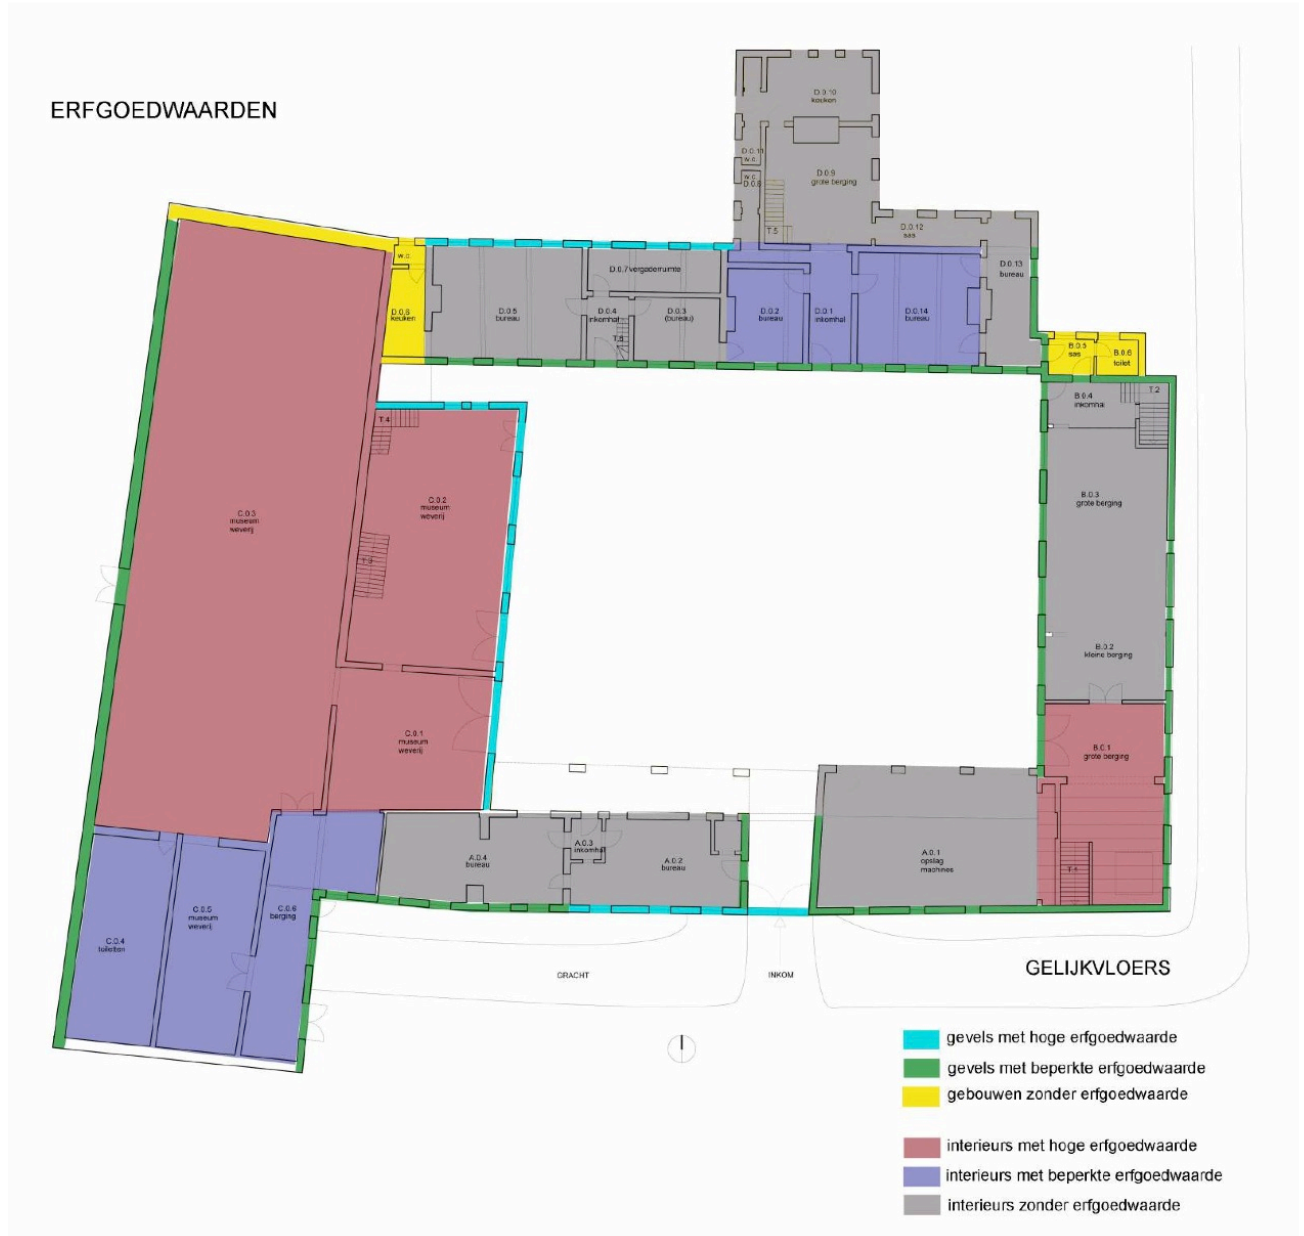 ERFGOEDWAARDEN
D.0.10
keuken
D.0.11
w.c.
w.c.
D.0.8
D.0.9
grote berging
T.5
D.0.12
sas
D.0.13
bureau
w.c.
D.0.6
keuken
D.0.5
bureau
D.0.7 vergaderruimte
D.0.4
inkomhal
D.0.3
(bureau)
D.0.2
bureau
D.0.1
inkomhal
D.0.14
bureau
B.0.5
sas
B.0.6
toilet
B.0.4
inkomhal
T.2
T.4
C.0.2
museum
weverij
C.0.3
museum
weverij
T.3
B.0.3
grote berging
B.0.2
kleine berging
C.0.1
museum
weverij
B.0.1
grote berging
A.0.4
bureau
A.0.3
inkomhal
A.0.2
bureau
A.0.1
opslag
machines
T.1
C.0.4
toiletten
C.0.5
museum
weverij
C.0.6
berging
GRACHT
INKOM
GELIJKVLOERS
gevels met hoge erfgoedwaarde
gevels met beperkte erfgoedwaarde
gebouwen zonder erfgoedwaarde
interieurs met hoge erfgoedwaarde
interieurs met beperkte erfgoedwaarde
interieurs zonder erfgoedwaarde